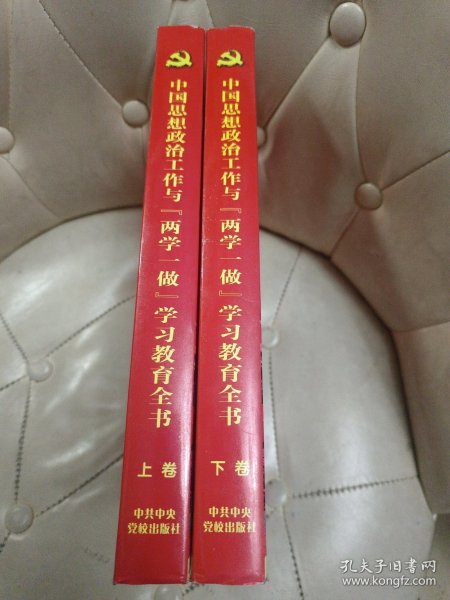 中国思想政治工作与『两学一做』学习教育全书
上卷
中共中央
党校出版社
中国思想政治工作与『两学一做』学习教育全书
下卷
中共中央
党校出版社
孔夫子旧书网
www.kongfz.com